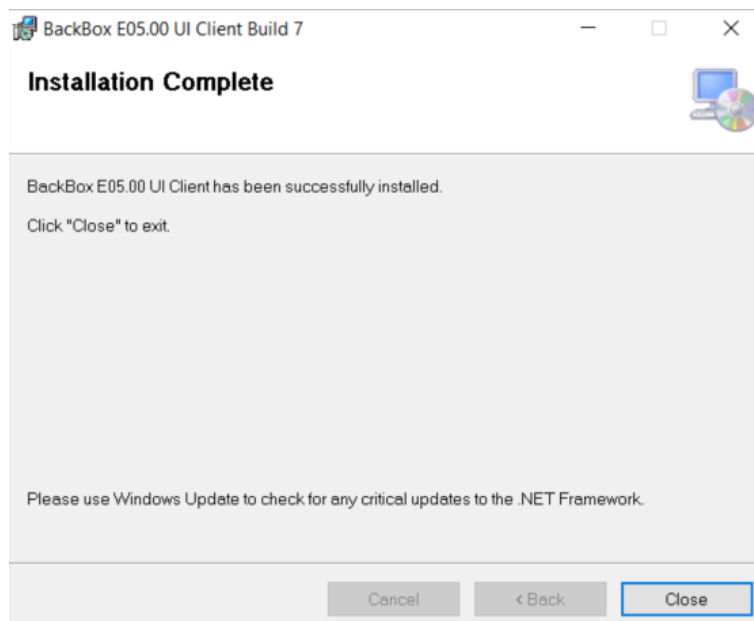 BackBox E05.00 UI Client Build 7
Installation Complete
BackBox E05.00 UI Client has been successfully installed.
Click "Close" to exit.
Please use Windows Update to check for any critical updates to the .NET Framework.
Cancel
< Back
Close